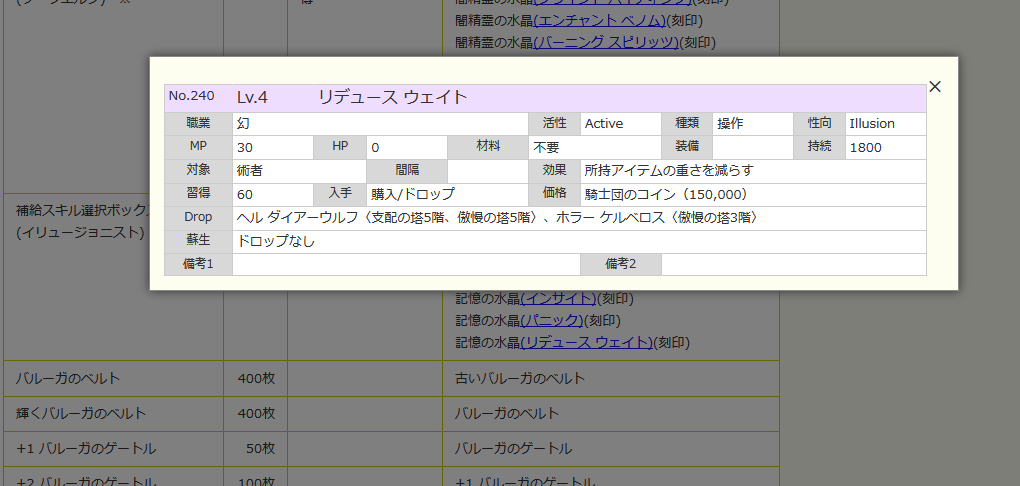 得
闇精霊の水晶
闇精霊の水晶(エンチャント ベノム)(刻印)
闇精霊の水晶(バーニング スピリッツ)(刻印)
×
No.240 Lv.4 リデュース ウェイト
職業 幻 活性 Active 種類 操作 性向 Illusion
MP 30 HP 0 材料 不要 装備 持続 1800
対象 術者 間隔 効果 所持アイテムの重さを減らす
習得 60 入手 購入/ドロップ 価格 騎士団のコイン（150,000）
Drop ヘル ダイアーウルフ〈支配の塔5階、傲慢の塔5階〉、ホラー ケルベロス〈傲慢の塔3階〉
蘇生 ドロップなし
備考1 備考2
補給スキル選択ボック
(イリュージョニスト)
記憶の水晶(インサイト)(刻印)
記憶の水晶(パニック)(刻印)
記憶の水晶(リデュース ウェイト)(刻印)
バルーガのベルト 400枚 古いバルーガのベルト
輝くバルーガのベルト 400枚 バルーガのベルト
+1 バルーガのゲートル 50枚 バルーガのゲートル
+2 バルーガのゲートル 100枚 +1 バルーガのゲートル